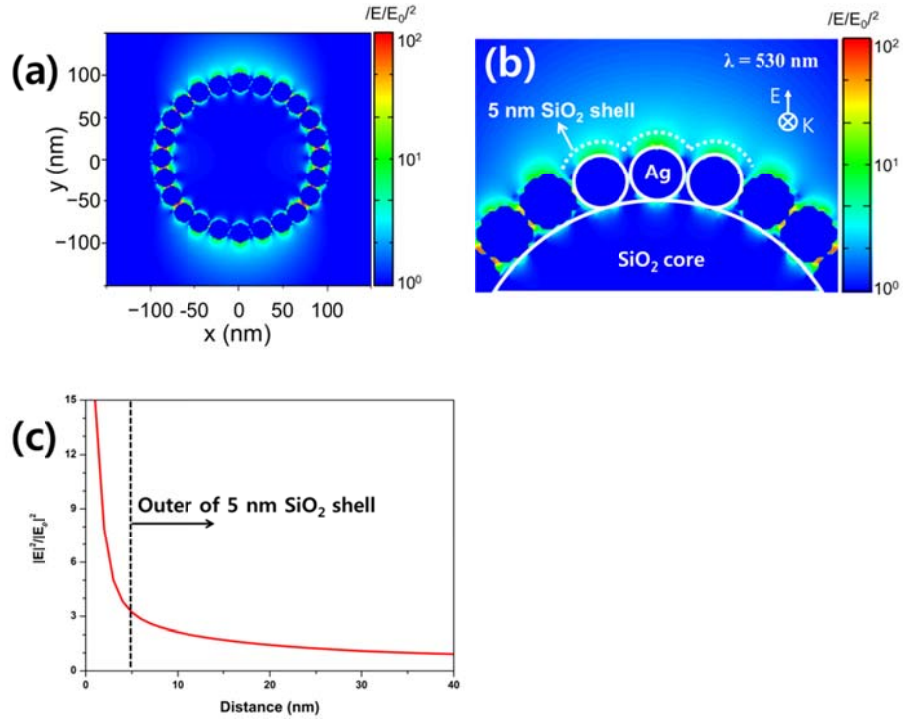 (a)
/E/E₀/²
10²
10¹
10⁰
y (nm)
100
50
0
−50
−100
−100 -50 0 50 100
x (nm)
(b)
/E/E₀/²
λ = 530 nm
E
K
5 nm SiO₂ shell
Ag
SiO₂ core
10²
10¹
10⁰
(c)
|E|²/|E₀|²
15
12
9
6
3
0
Outer of 5 nm SiO₂ shell
0 10 20 30 40
Distance (nm)